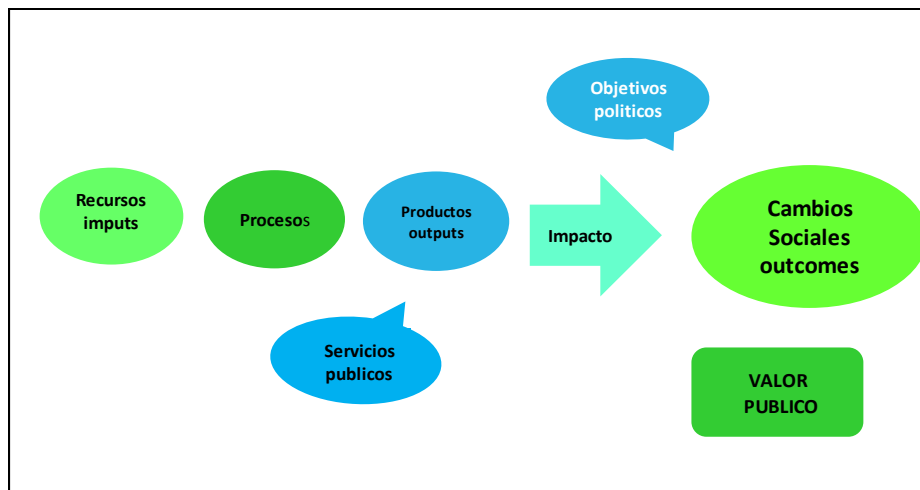 Objetivos
politicos
Recursos
imputs
Procesos
Productos
outputs
Impacto
Cambios
Sociales
outcomes
Servicios
publicos
VALOR
PUBLICO